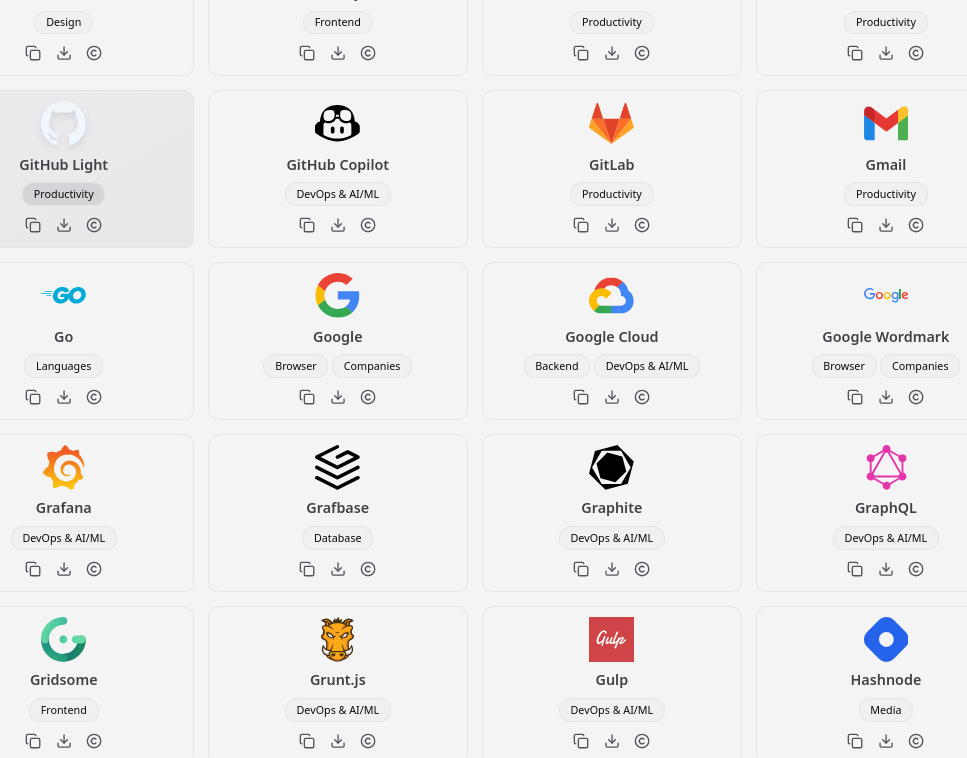 Design
Frontend
Productivity
Productivity
GitHub Light
GitHub Copilot
GitLab
Gmail
Productivity
DevOps & AI/ML
Productivity
Productivity
GO
Google
Go
Google
Google Cloud
Google Wordmark
Languages
Browser
Companies
Backend
DevOps & AI/ML
Browser
Companies
Grafana
Grafbase
Graphite
GraphQL
DevOps & AI/ML
Database
DevOps & AI/ML
DevOps & AI/ML
Gulp
Gridsome
Grunt.js
Gulp
Hashnode
Frontend
DevOps & AI/ML
DevOps & AI/ML
Media